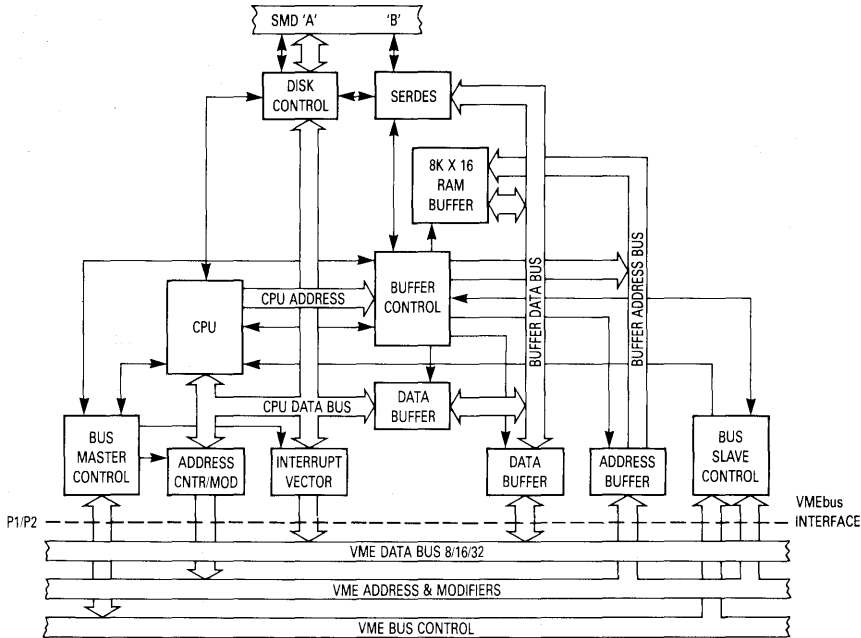 SMD 'A' 'B'
DISK
CONTROL
SERDES
8K X 16
RAM
BUFFER
CPU
CPU ADDRESS
BUFFER
CONTROL
BUFFER DATA BUS
BUFFER ADDRESS BUS
CPU DATA BUS
DATA
BUFFER
BUS
MASTER
CONTROL
ADDRESS
CNTR/MOD
INTERRUPT
VECTOR
DATA
BUFFER
ADDRESS
BUFFER
BUS
SLAVE
CONTROL
P1/P2
VMEbus
INTERFACE
VME DATA BUS 8/16/32
VME ADDRESS & MODIFIERS
VME BUS CONTROL